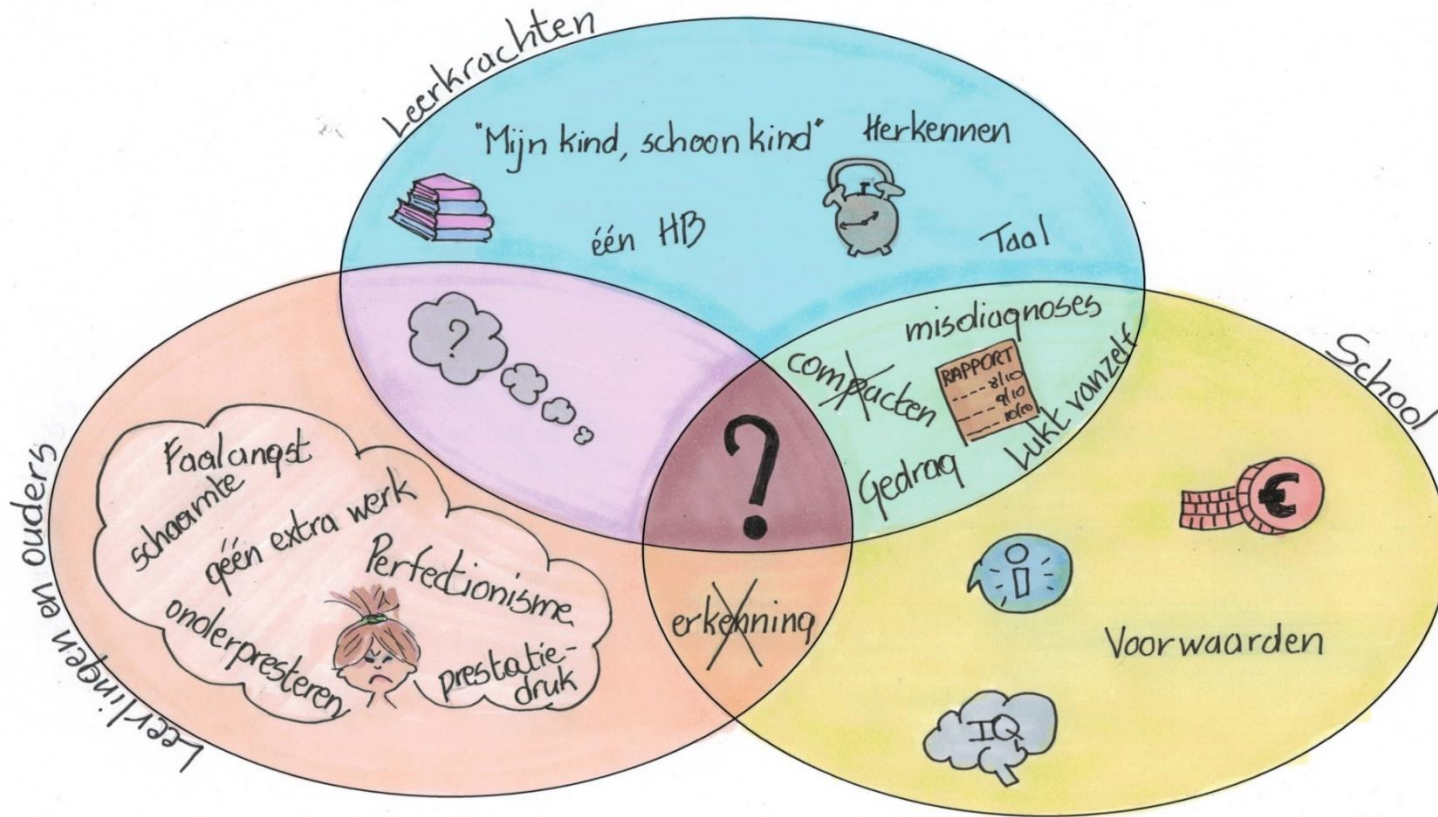 Leerkrachten
"Mijn kind, schoon kind"
Herkennen
één HB
Taal
?
misdiagnoses
compacten
RAPPORT
8/10
9/10
10/10
Lukt vanzelf
Gedrag
School
€
i
Voorwaarden
IQ
?
erkenning
Leerlingen en ouders
Faalangst
schaamte
géén extra werk
Perfectionisme
onderpresteren
prestatie-
druk